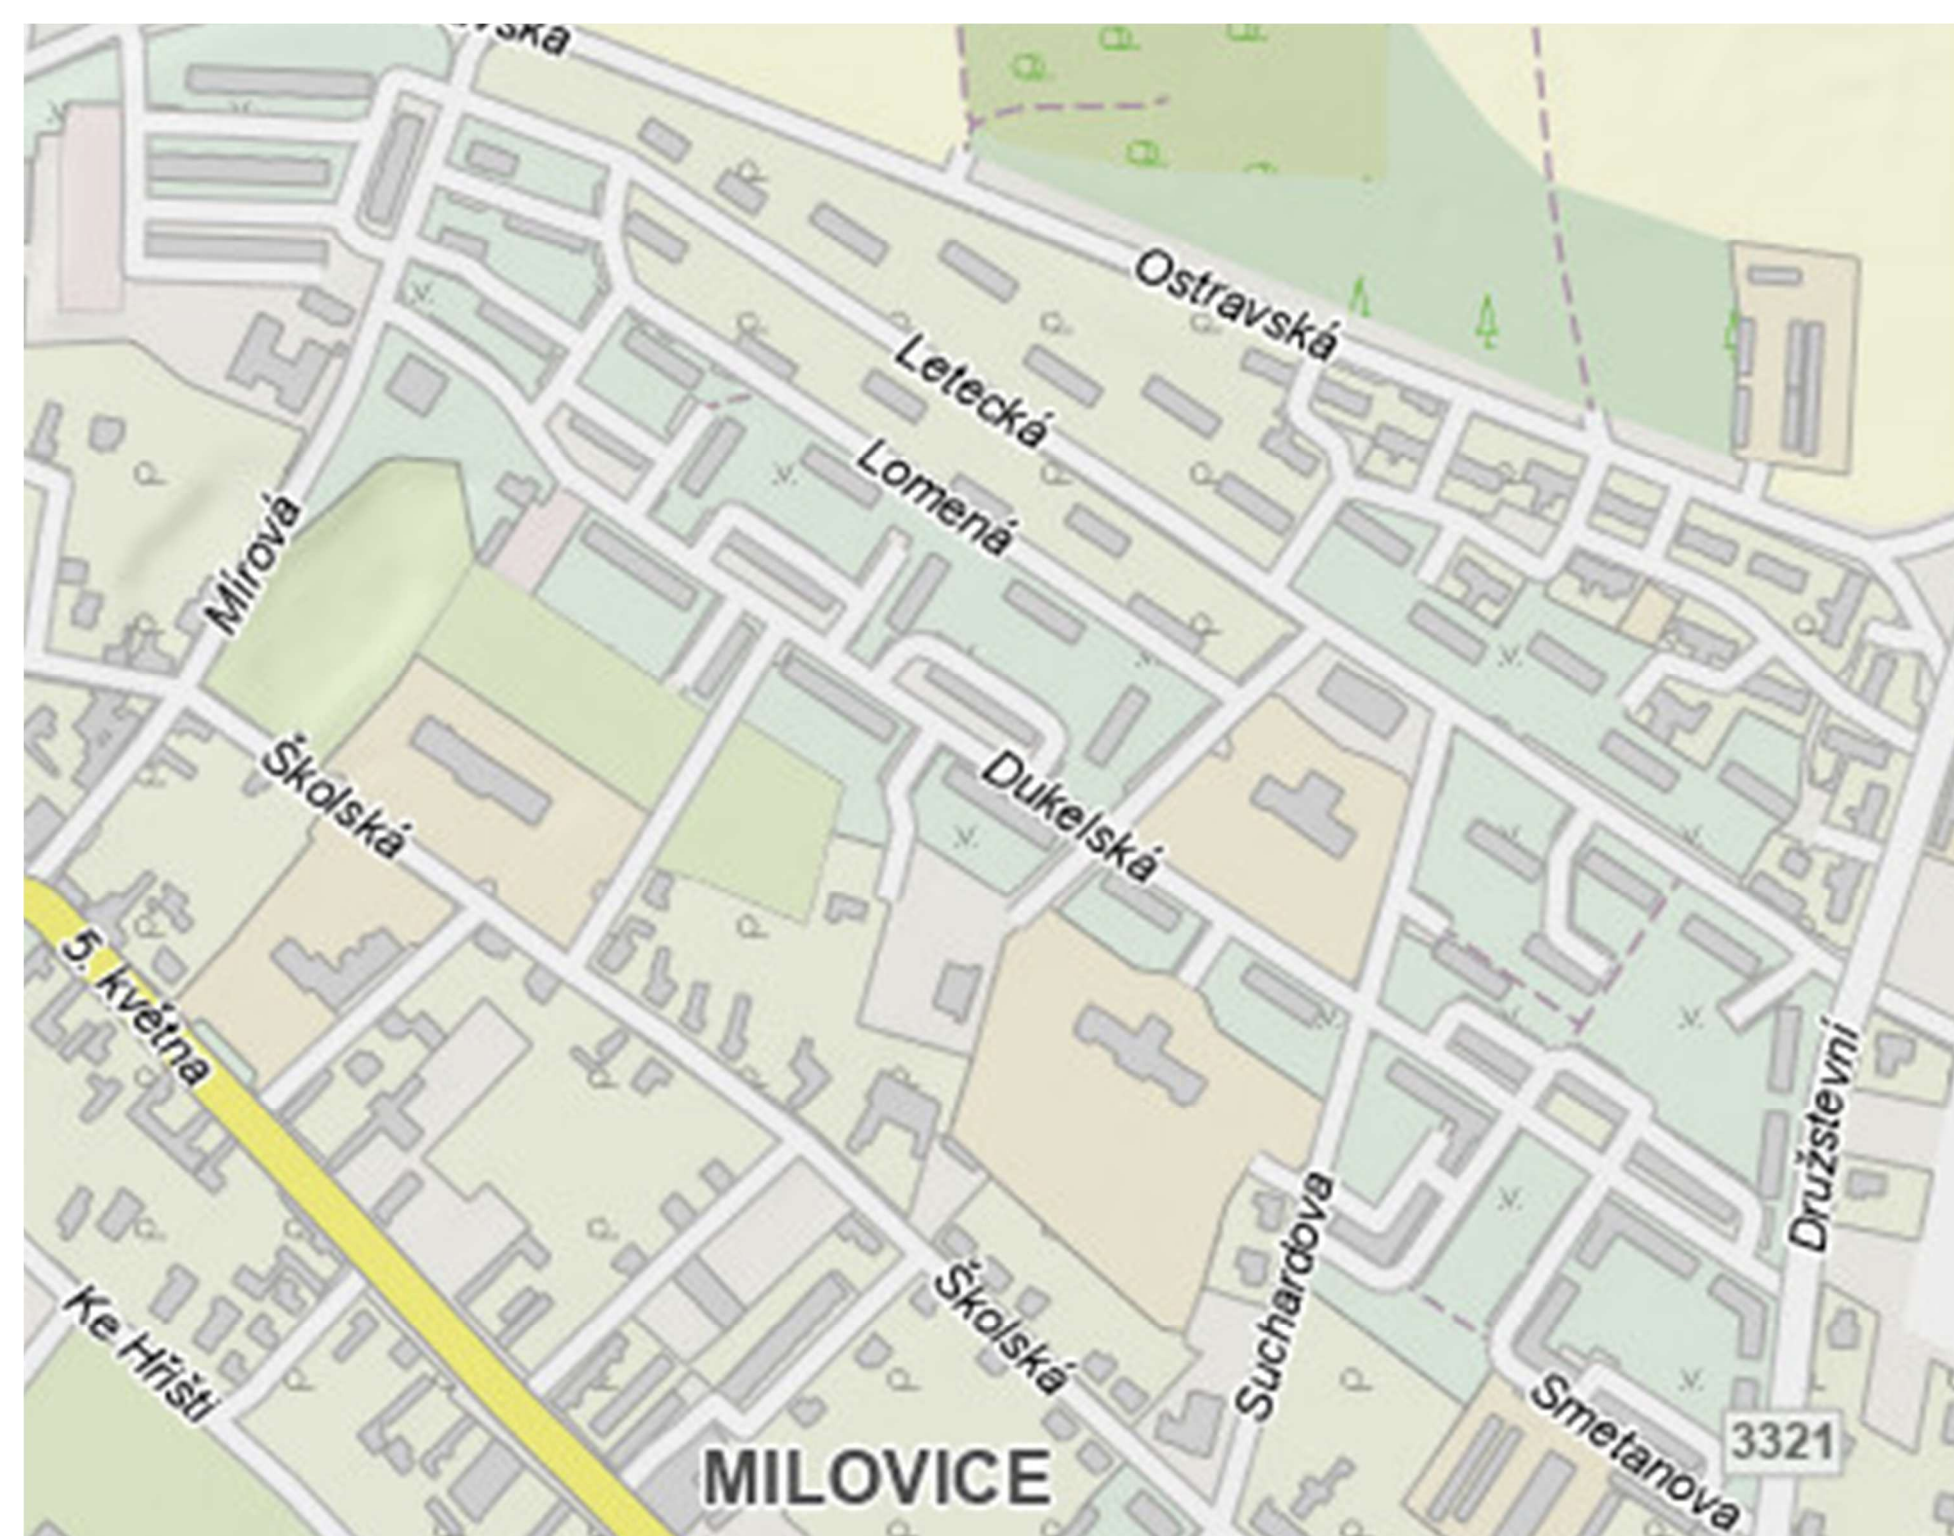 Ostravská
Letecká
Lomená
Mírová
Školská
Dukelská
5. května
Družstevní
Suchardova
Školská
Ke Hřišti
Smetanova
3321
MILOVICE